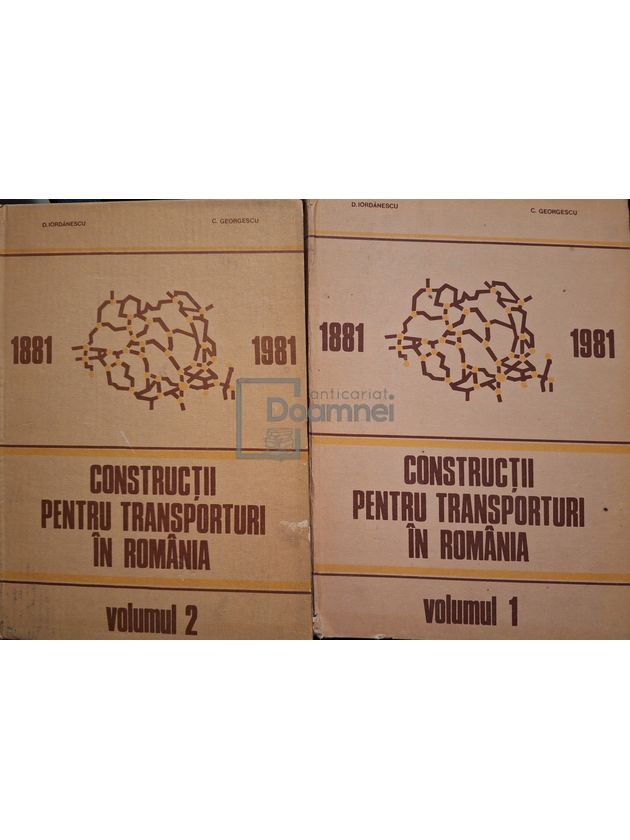 D. IORDĂNESCU
C. GEORGESCU
1881
1981
CONSTRUCȚII
PENTRU TRANSPORTURI
ÎN ROMÂNIA
volumul 2
D. IORDĂNESCU
C. GEORGESCU
1881
1981
CONSTRUCȚII
PENTRU TRANSPORTURI
ÎN ROMÂNIA
volumul 1
anticariat
Doamnei